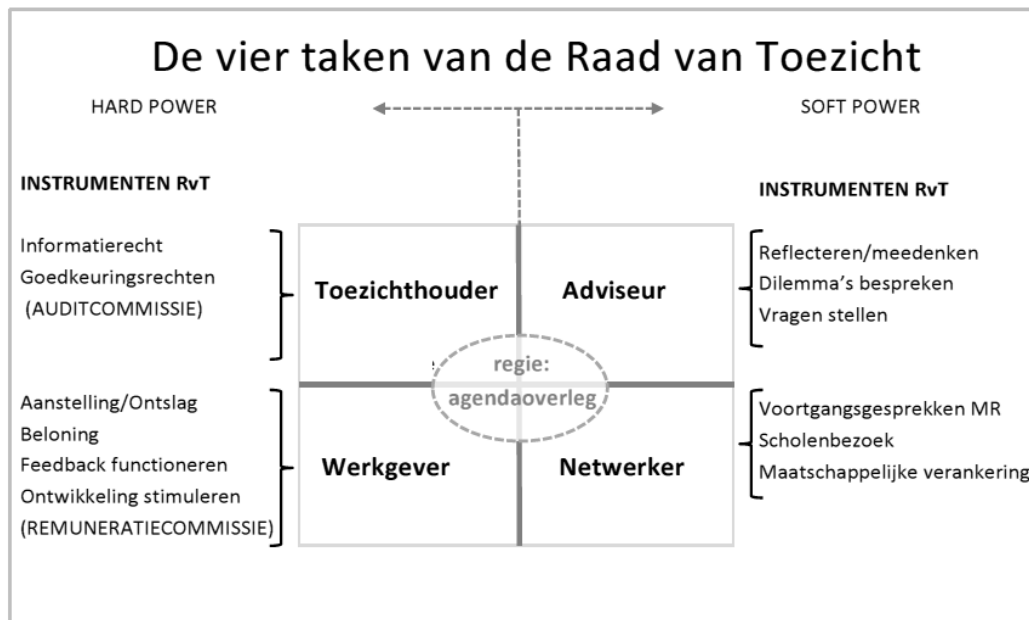 De vier taken van de Raad van Toezicht
HARD POWER
SOFT POWER
INSTRUMENTEN RvT
Informatierecht
Goedkeuringsrechten
(AUDITCOMMISSIE)
Aanstelling/Ontslag
Beloning
Feedback functioneren
Ontwikkeling stimuleren
(REMUNERATIECOMMISSIE)
Toezichthouder
Adviseur
regie:
agendaoverleg
Werkgever
Netwerker
INSTRUMENTEN RvT
Reflecteren/meedenken
Dilemma's bespreken
Vragen stellen
Voortgangsgesprekken MR
Scholenbezoek
Maatschappelijke verankering